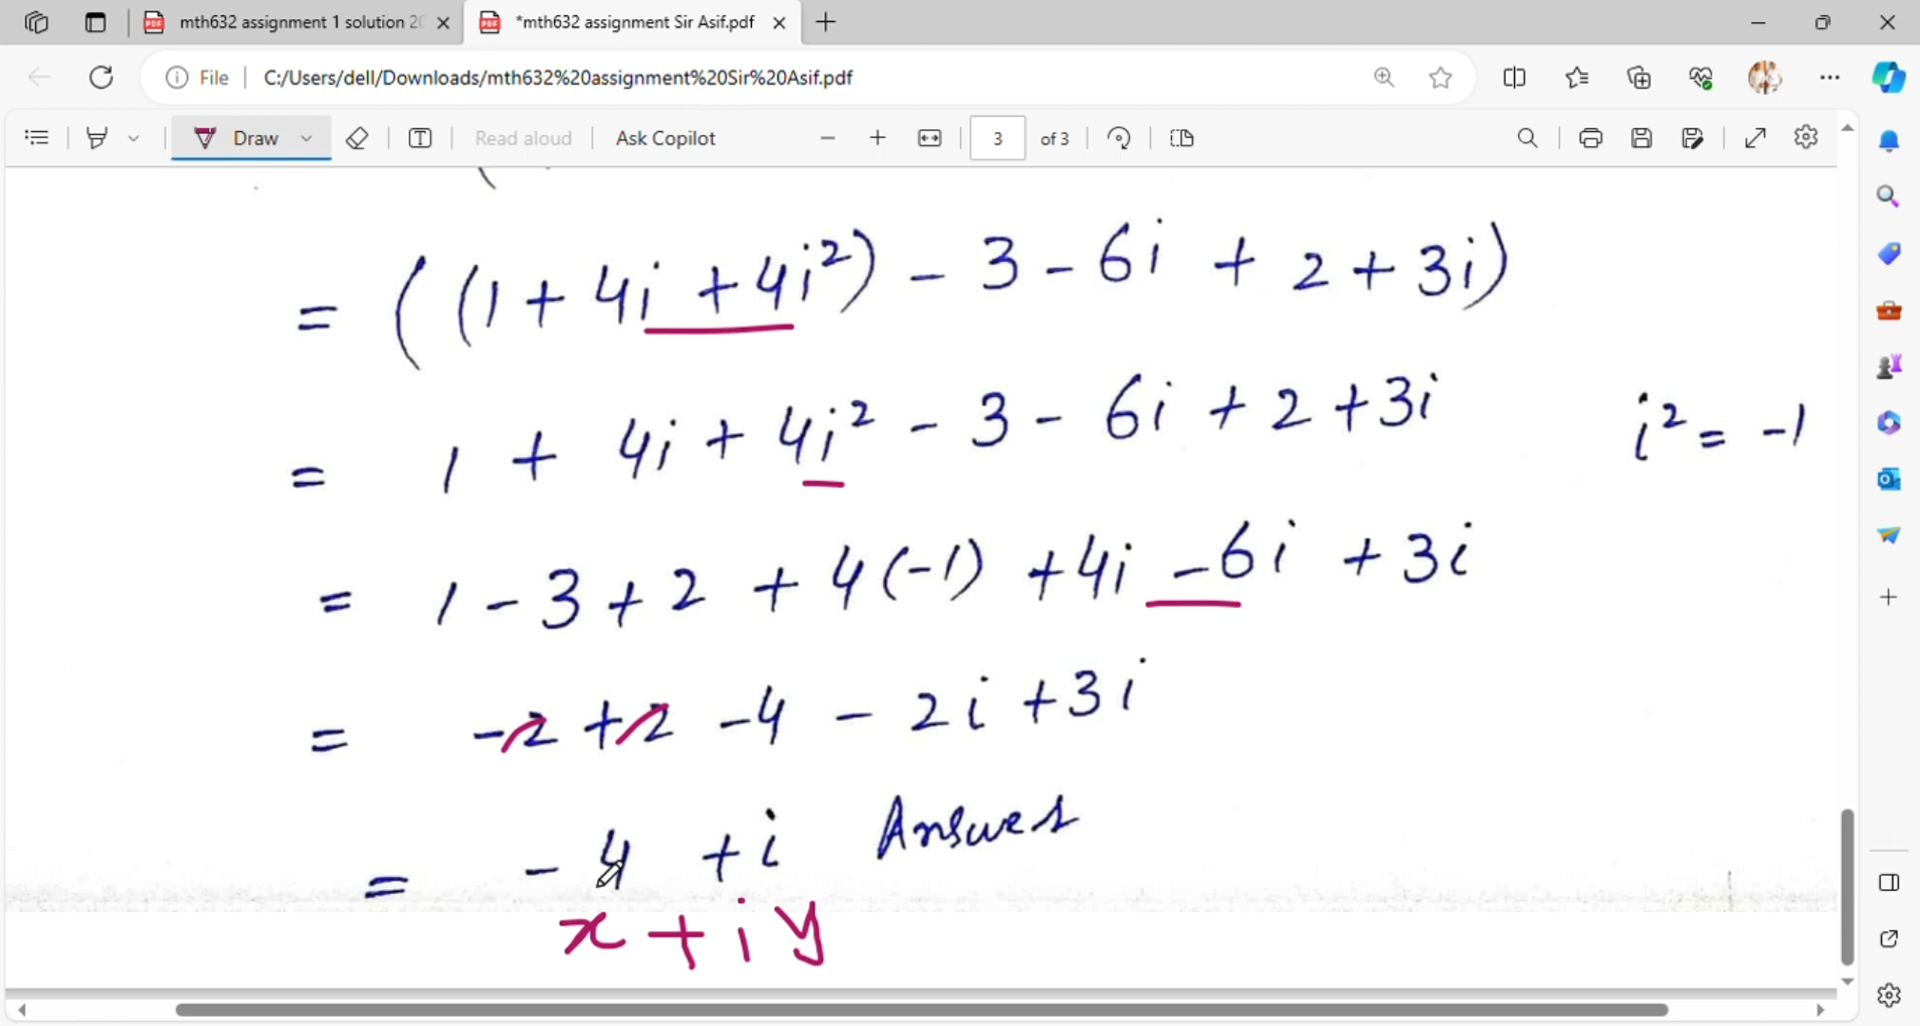 mth632 assignment 1 solution 20
*mth632 assignment Sir Asif.pdf
File
C:/Users/dell/Downloads/mth632%20assignment%20Sir%20Asif.pdf
Draw
Read aloud
Ask Copilot
3
of 3
= ((1 + 4i + 4i²) - 3 - 6i + 2 + 3i)
= 1 + 4i + 4i² - 3 - 6i + 2 + 3i i² = -1
= 1 - 3 + 2 + 4(-1) + 4i - 6i + 3i
= -2 + 2 - 4 - 2i + 3i
= - 4 + i Answer
x + i y